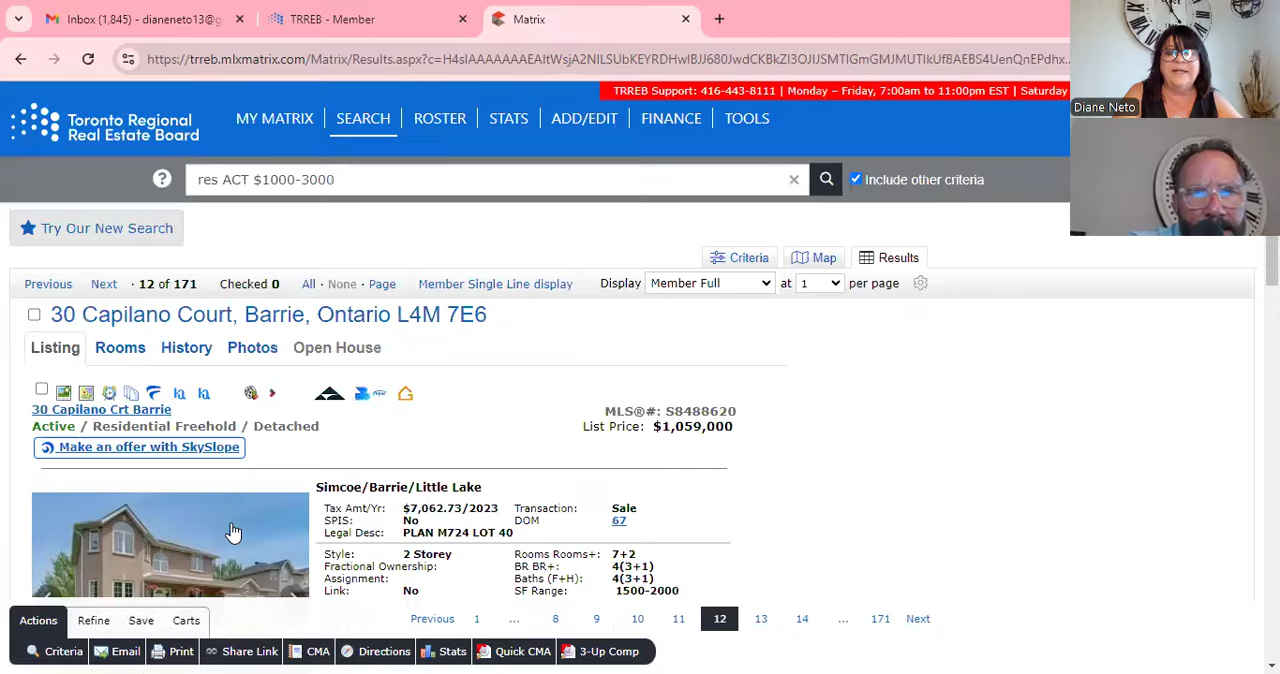 Inbox (1,845) - dianeneto13@g
TRREB - Member
Matrix
https://trreb.mlxmatrix.com/Matrix/Results.aspx?c=
TRREB Support: 416-443-8111 | Monday – Friday, 7:00am to 11:00pm EST | Saturday
Toronto Regional
Real Estate Board
MY MATRIX
SEARCH
ROSTER
STATS
ADD/EDIT
FINANCE
TOOLS
Diane Neto
res ACT $1000-3000
Include other criteria
Try Our New Search
Criteria
Map
Results
Previous Next · 12 of 171 Checked 0 All · None · Page Member Single Line display Display Member Full at 1 per page
30 Capilano Court, Barrie, Ontario L4M 7E6
Listing Rooms History Photos Open House
30 Capilano Crt Barrie
MLS®#: S8488620
Active / Residential Freehold / Detached
List Price: $1,059,000
Make an offer with SkySlope
Simcoe/Barrie/Little Lake
Tax Amt/Yr: $7,062.73/2023 Transaction: Sale
SPIS: No DOM 67
Legal Desc: PLAN M724 LOT 40
Style: 2 Storey Rooms Rooms+: 7+2
Fractional Ownership: BR BR+: 4(3+1)
Assignment: Baths (F+H): 4(3+1)
Link: No SF Range: 1500-2000
Actions Refine Save Carts
Previous 1 ... 8 9 10 11 12 13 14 ... 171 Next
Criteria Email Print Share Link CMA Directions Stats Quick CMA 3-Up Comp